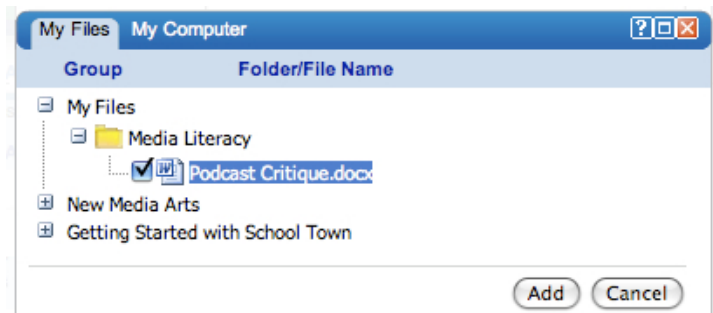 My Files My Computer ?
Group Folder/File Name
My Files
Media Literacy
Podcast Critique.docx
New Media Arts
Getting Started with School Town
Add Cancel